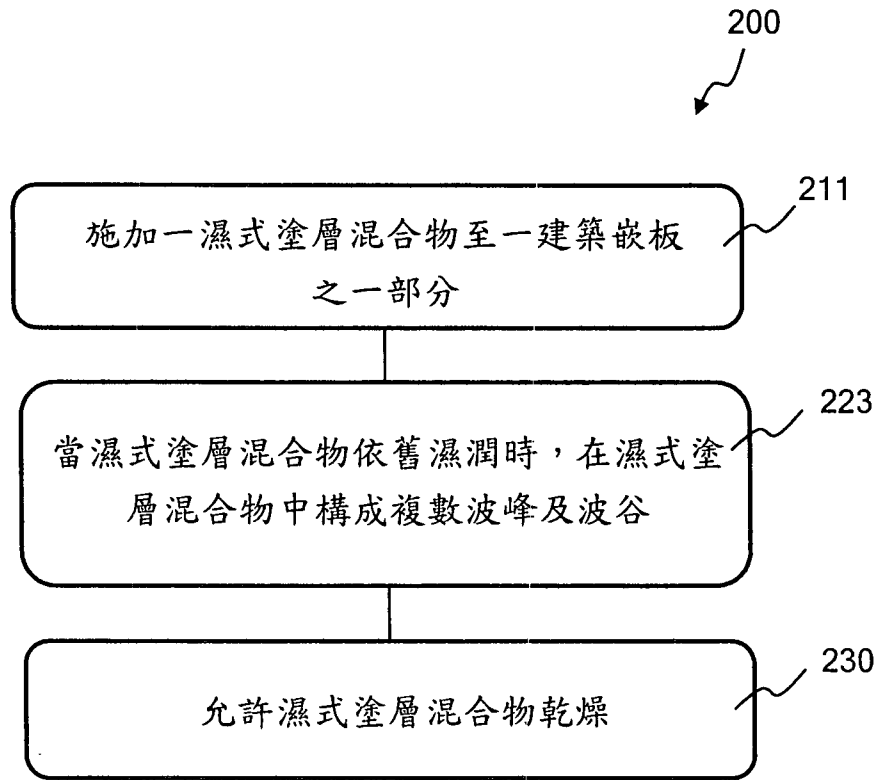 200
211
施加一濕式塗層混合物至一建築嵌板
之一部分
223
當濕式塗層混合物依舊濕潤時，在濕式塗
層混合物中構成複數波峰及波谷
230
允許濕式塗層混合物乾燥